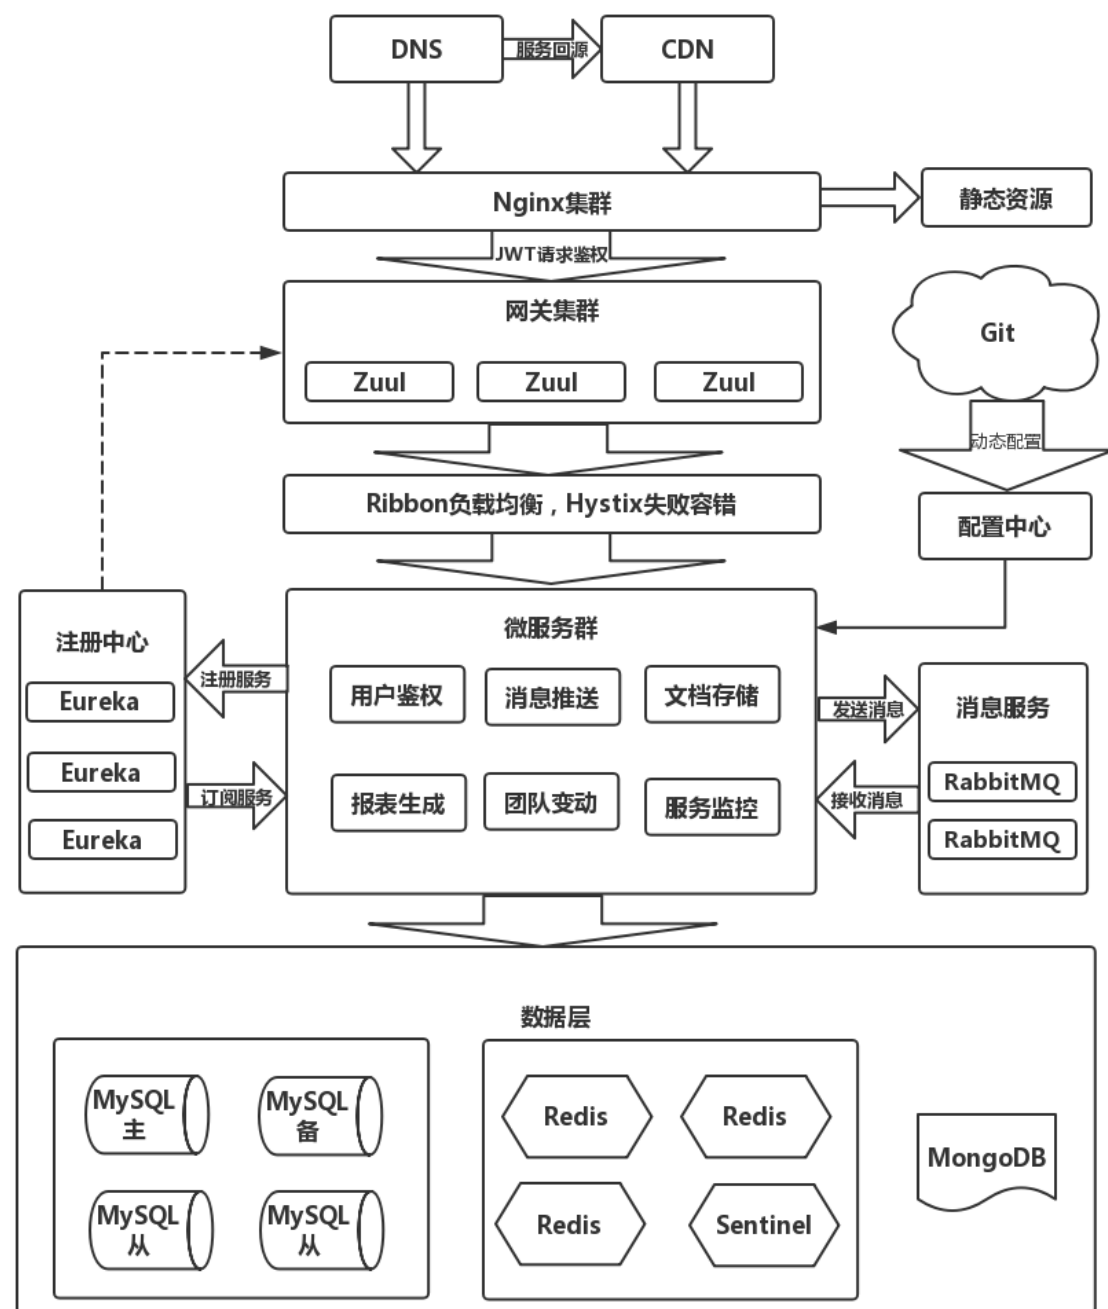 DNS
服务回源
CDN
Nginx集群
静态资源
JWT请求鉴权
网关集群
Zuul
Zuul
Zuul
Git
动态配置
Ribbon负载均衡，Hystix失败容错
配置中心
注册中心
Eureka
Eureka
Eureka
注册服务
订阅服务
微服务群
用户鉴权
消息推送
文档存储
报表生成
团队变动
服务监控
发送消息
接收消息
消息服务
RabbitMQ
RabbitMQ
数据层
MySQL
主
MySQL
备
MySQL
从
MySQL
从
Redis
Redis
Redis
Sentinel
MongoDB